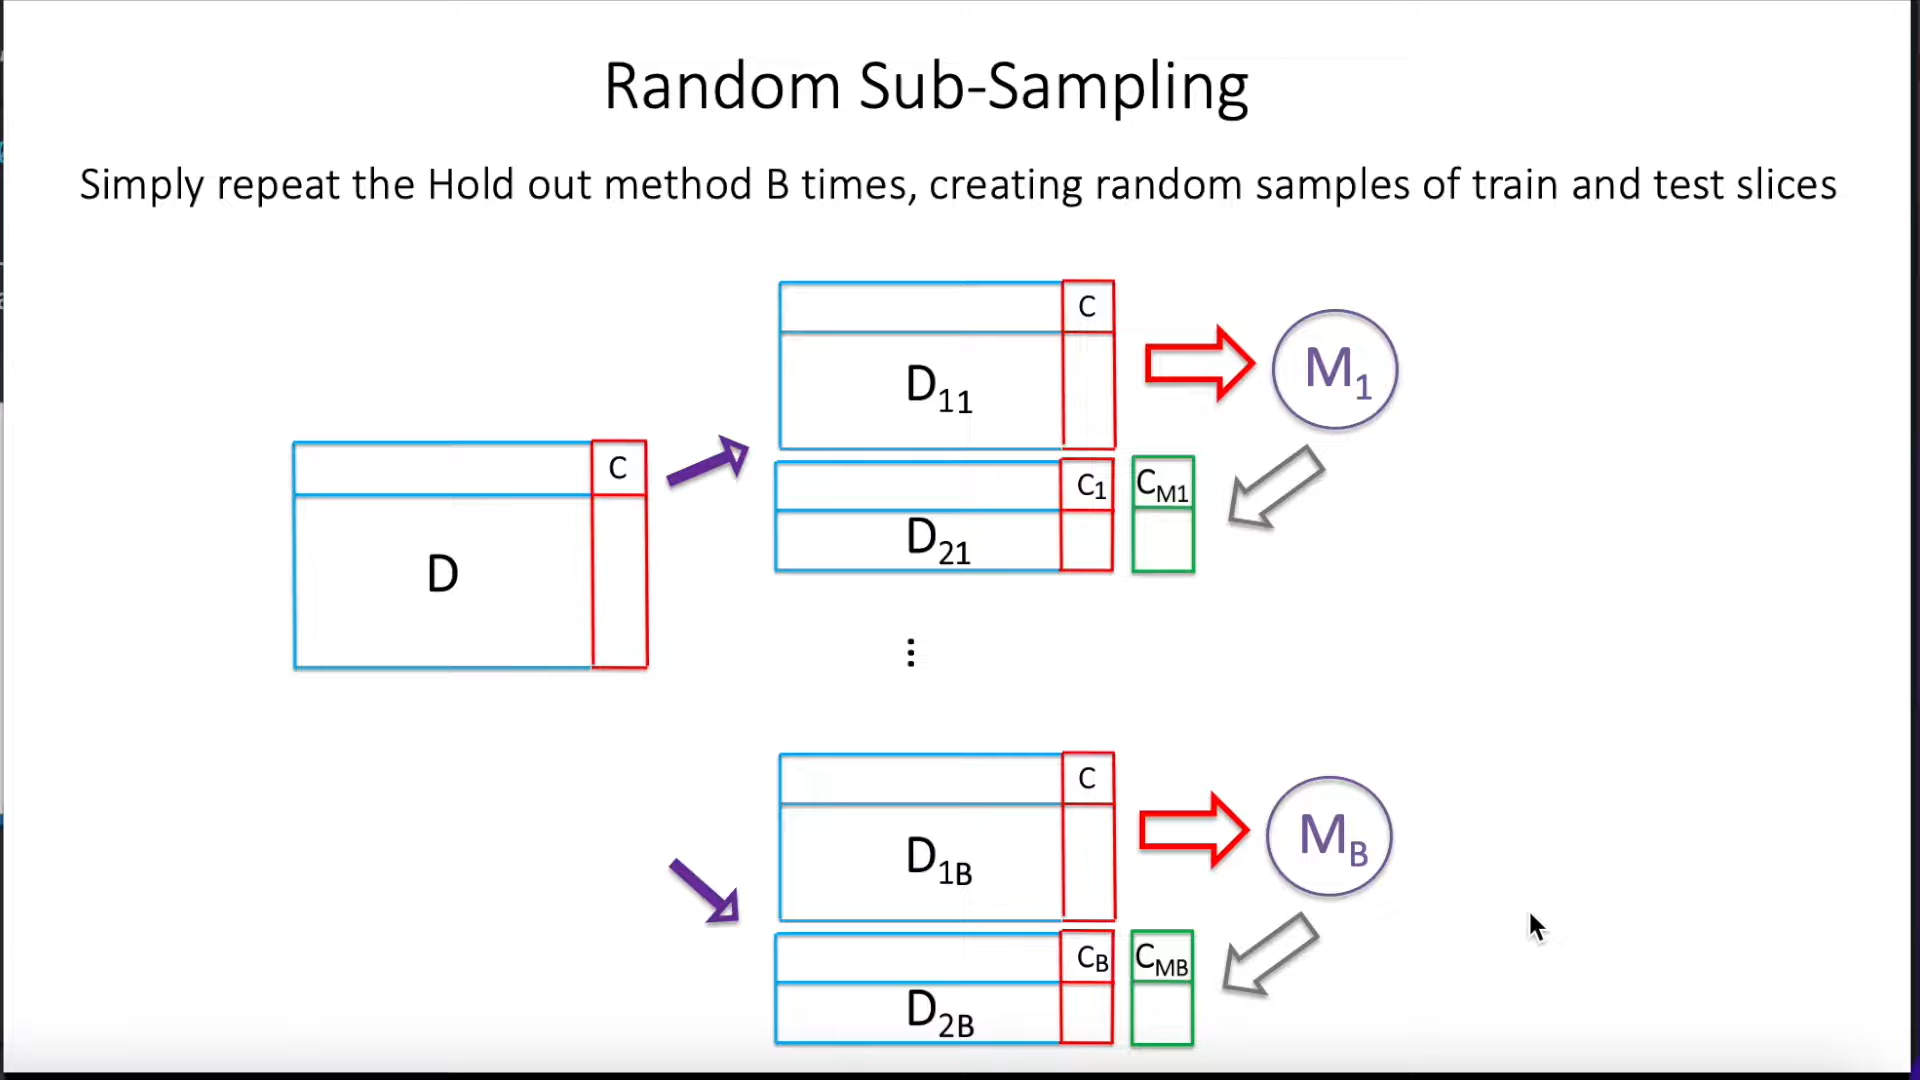 Random Sub-Sampling
Simply repeat the Hold out method B times, creating random samples of train and test slices
C
D11
M1
C
D
C1
CM1
D21
⋮
C
D1B
MB
CB
CMB
D2B